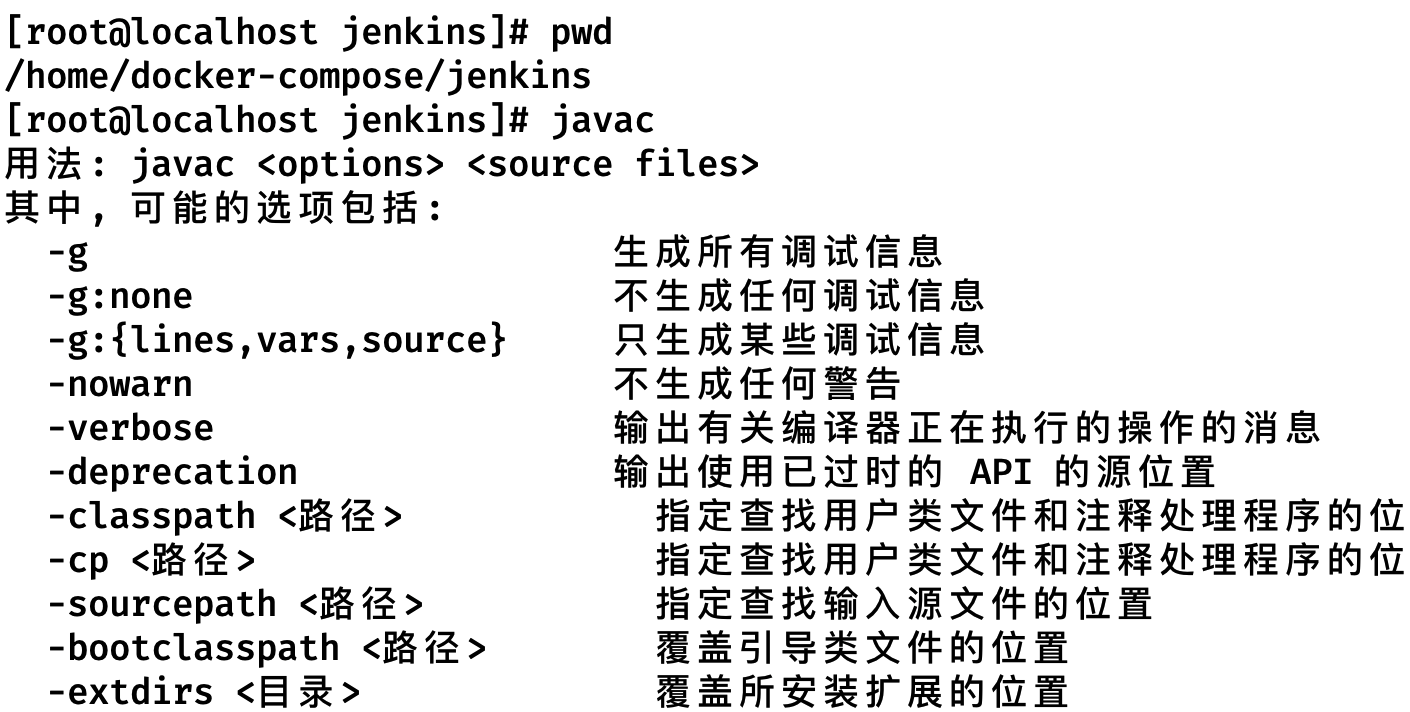 [root@localhost jenkins]# pwd
/home/docker-compose/jenkins
[root@localhost jenkins]# javac
用法: javac <options> <source files>
其中, 可能的选项包括:
  -g                         生成所有调试信息
  -g:none                    不生成任何调试信息
  -g:{lines,vars,source}     只生成某些调试信息
  -nowarn                    不生成任何警告
  -verbose                   输出有关编译器正在执行的操作的消息
  -deprecation               输出使用已过时的 API 的源位置
  -classpath <路径>            指定查找用户类文件和注释处理程序的位
  -cp <路径>                   指定查找用户类文件和注释处理程序的位
  -sourcepath <路径>           指定查找输入源文件的位置
  -bootclasspath <路径>        覆盖引导类文件的位置
  -extdirs <目录>              覆盖所安装扩展的位置